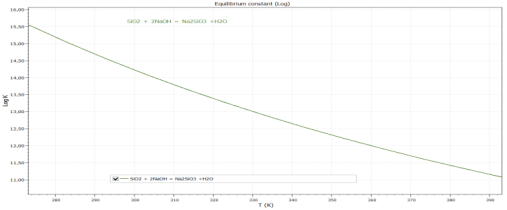 Equilibrium constant (Log)
16,00
SiO2 + 2NaOH = Na2SiO3 +H2O
15,50
15,00
14,50
14,00
13,50
13,00
12,50
12,00
11,50
11,00
Log K
SiO2 + 2NaOH = Na2SiO3 +H2O
280 290 300 310 320 330 340 350 360 370 380 390
T (K)